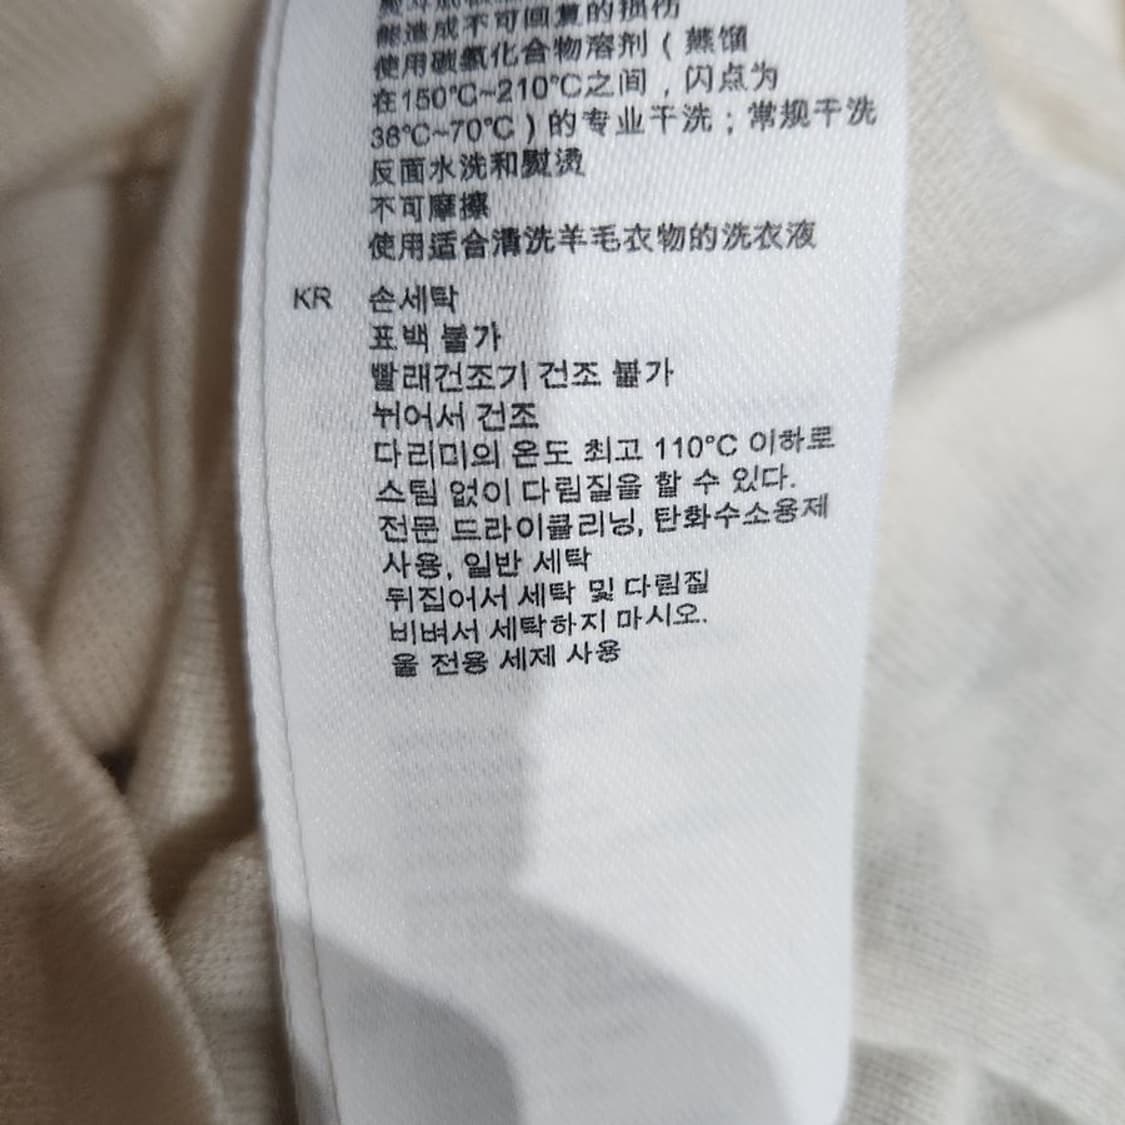 能造成不可回复的损伤
使用碳氢化合物溶剂（蒸馏
在150°C~210°C之间，闪点为
38°C~70°C）的专业干洗；常规干洗
反面水洗和熨烫
不可摩擦
使用适合清洗羊毛衣物的洗衣液
KR 손세탁
표백 불가
빨래건조기 건조 불가
뉘어서 건조
다리미의 온도 최고 110°C 이하로
스팀 없이 다림질을 할 수 있다.
전문 드라이클리닝, 탄화수소용제
사용, 일반 세탁
뒤집어서 세탁 및 다림질
비벼서 세탁하지 마시오.
울 전용 세제 사용